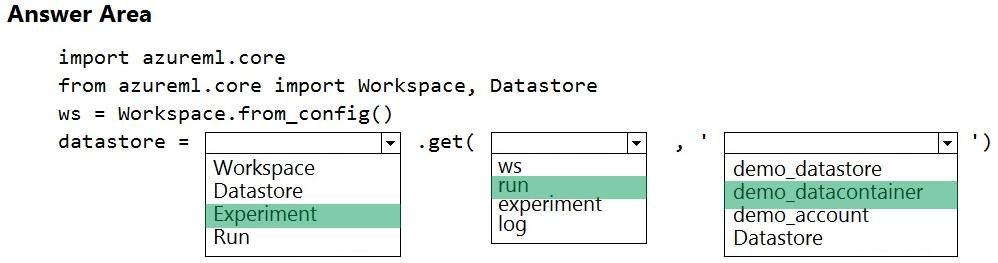 Answer Area
import azureml.core
from azureml.core import Workspace, Datastore
ws = Workspace.from_config()
datastore = .get( , ' ')
Workspace
Datastore
Experiment
Run
ws
run
experiment
log
demo_datastore
demo_datacontainer
demo_account
Datastore